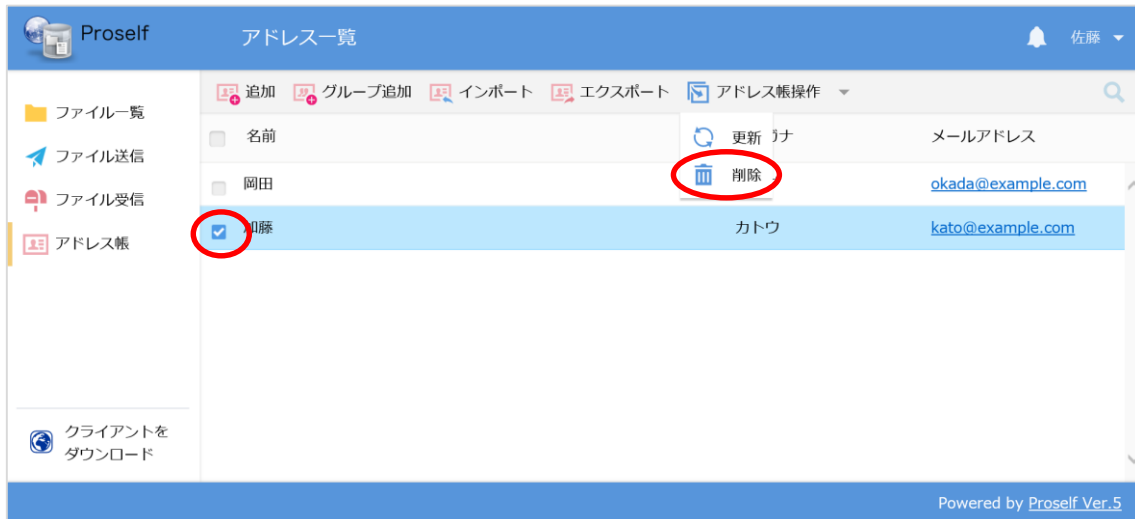 Proself アドレス一覧 佐藤
追加 グループ追加 インポート エクスポート アドレス帳操作
ファイル一覧
ファイル送信
ファイル受信
アドレス帳
名前 メールアドレス
更新
削除
岡田 okada@example.com
加藤 カトウ kato@example.com
クライアントを
ダウンロード
Powered by Proself Ver.5